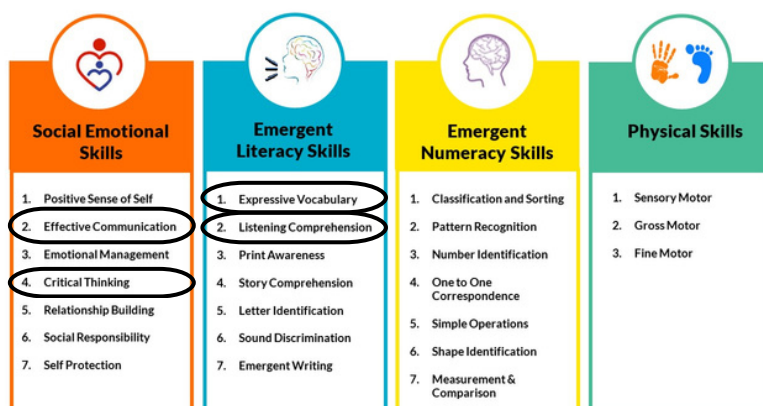 Social Emotional
Skills
1. Positive Sense of Self
2. Effective Communication
3. Emotional Management
4. Critical Thinking
5. Relationship Building
6. Social Responsibility
7. Self Protection
Emergent
Literacy Skills
1. Expressive Vocabulary
2. Listening Comprehension
3. Print Awareness
4. Story Comprehension
5. Letter Identification
6. Sound Discrimination
7. Emergent Writing
Emergent
Numeracy Skills
1. Classification and Sorting
2. Pattern Recognition
3. Number Identification
4. One to One
Correspondence
5. Simple Operations
6. Shape Identification
7. Measurement &
Comparison
Physical Skills
1. Sensory Motor
2. Gross Motor
3. Fine Motor